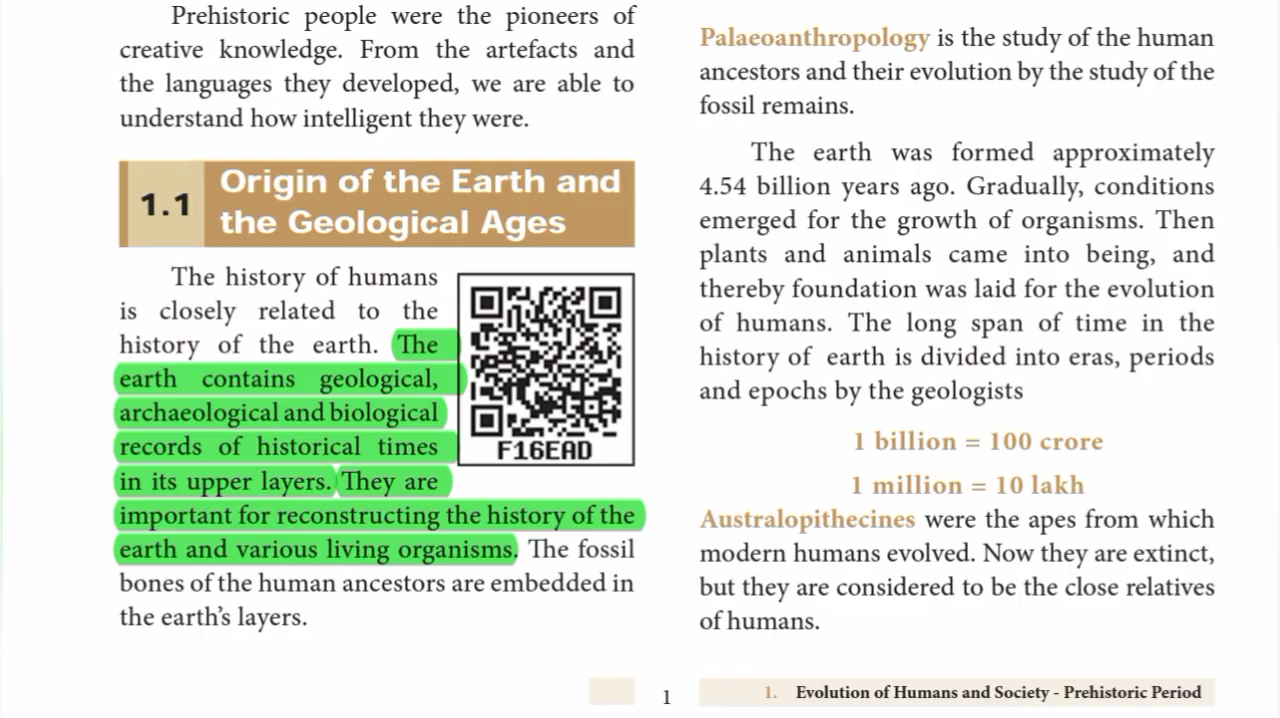 Prehistoric people were the pioneers of
creative knowledge. From the artefacts and
the languages they developed, we are able to
understand how intelligent they were.
1.1 Origin of the Earth and
the Geological Ages
The history of humans
is closely related to the
history of the earth. The
earth contains geological,
archaeological and biological
records of historical times
in its upper layers. They are
important for reconstructing the history of the
earth and various living organisms. The fossil
bones of the human ancestors are embedded in
the earth's layers.
F16EAD
Palaeoanthropology is the study of the human
ancestors and their evolution by the study of the
fossil remains.
The earth was formed approximately
4.54 billion years ago. Gradually, conditions
emerged for the growth of organisms. Then
plants and animals came into being, and
thereby foundation was laid for the evolution
of humans. The long span of time in the
history of earth is divided into eras, periods
and epochs by the geologists
1 billion = 100 crore
1 million = 10 lakh
Australopithecines were the apes from which
modern humans evolved. Now they are extinct,
but they are considered to be the close relatives
of humans.
1
1. Evolution of Humans and Society - Prehistoric Period